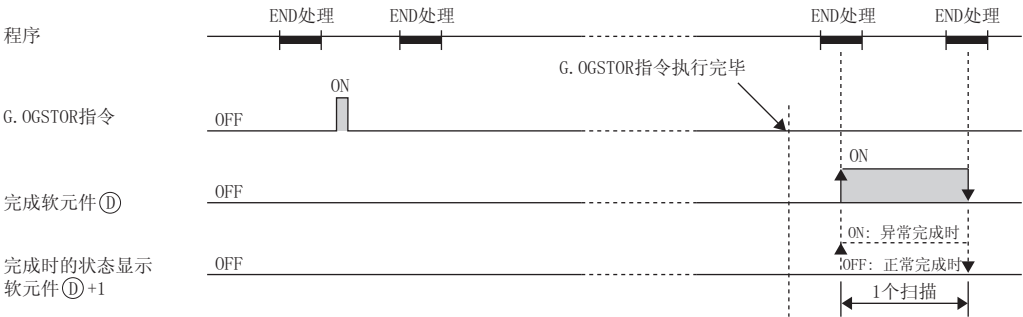 END处理 END处理 END处理 END处理
程序
G.OGSTOR指令执行完毕
ON
G.OGSTOR指令 OFF
ON
完成软元件Ⓓ OFF
ON: 异常完成时
完成时的状态显示 OFF OFF: 正常完成时
软元件Ⓓ+1 1个扫描